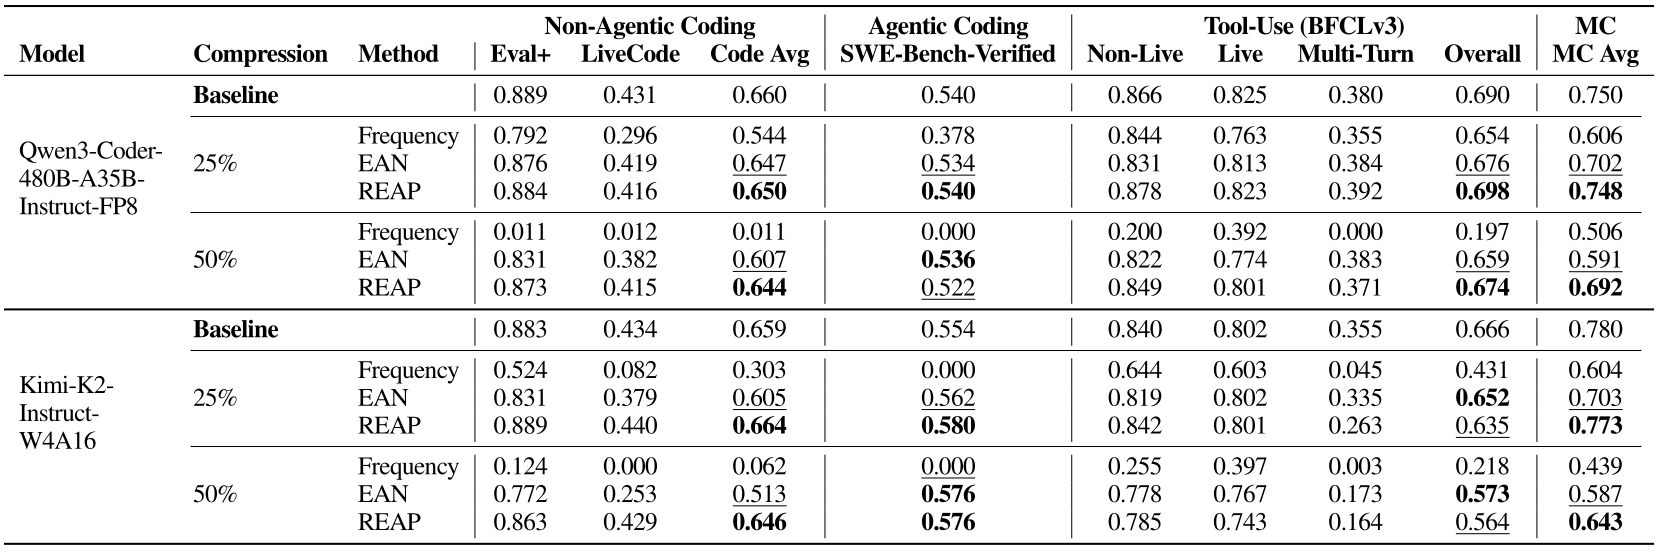 Non-Agentic Coding Agentic Coding Tool-Use (BFCLv3) MC
Model Compression Method Eval+ LiveCode Code Avg SWE-Bench-Verified Non-Live Live Multi-Turn Overall MC Avg
Baseline 0.889 0.431 0.660 0.540 0.866 0.825 0.380 0.690 0.750
Qwen3-Coder-
480B-A35B-
Instruct-FP8
25%
Frequency 0.792 0.296 0.544 0.378 0.844 0.763 0.355 0.654 0.606
EAN 0.876 0.419 0.647 0.534 0.831 0.813 0.384 0.676 0.702
REAP 0.884 0.416 0.650 0.540 0.878 0.823 0.392 0.698 0.748
50%
Frequency 0.011 0.012 0.011 0.000 0.200 0.392 0.000 0.197 0.506
EAN 0.831 0.382 0.607 0.536 0.822 0.774 0.383 0.659 0.591
REAP 0.873 0.415 0.644 0.522 0.849 0.801 0.371 0.674 0.692
Baseline 0.883 0.434 0.659 0.554 0.840 0.802 0.355 0.666 0.780
Kimi-K2-
Instruct-
W4A16
25%
Frequency 0.524 0.082 0.303 0.000 0.644 0.603 0.045 0.431 0.604
EAN 0.831 0.379 0.605 0.562 0.819 0.802 0.335 0.652 0.703
REAP 0.889 0.440 0.664 0.580 0.842 0.801 0.263 0.635 0.773
50%
Frequency 0.124 0.000 0.062 0.000 0.255 0.397 0.003 0.218 0.439
EAN 0.772 0.253 0.513 0.576 0.778 0.767 0.173 0.573 0.587
REAP 0.863 0.429 0.646 0.576 0.785 0.743 0.164 0.564 0.643